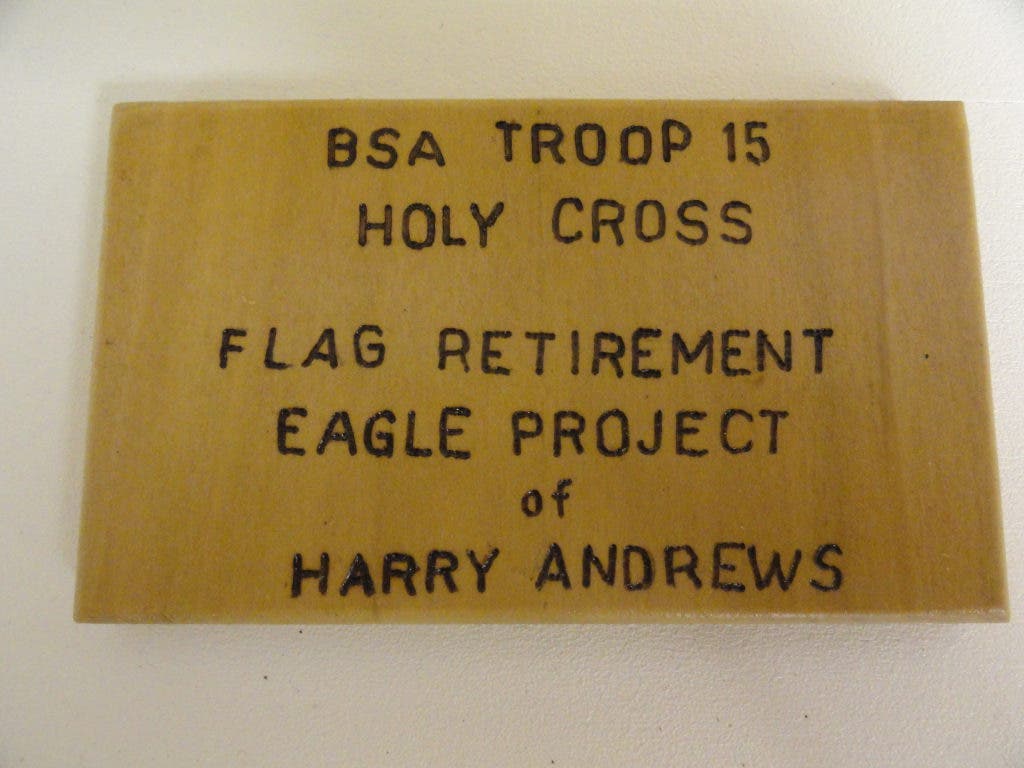 BSA TROOP 15
HOLY CROSS
FLAG RETIREMENT
EAGLE PROJECT
of
HARRY ANDREWS